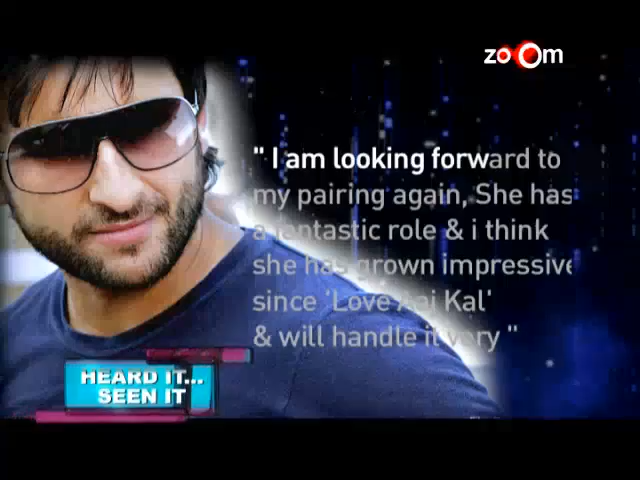 zoom
" I am looking forward to
my pairing again, She has
a fantastic role & i think
she has grown impressive
since 'Love Aaj Kal'
& will handle it very "
HEARD IT...
SEEN IT